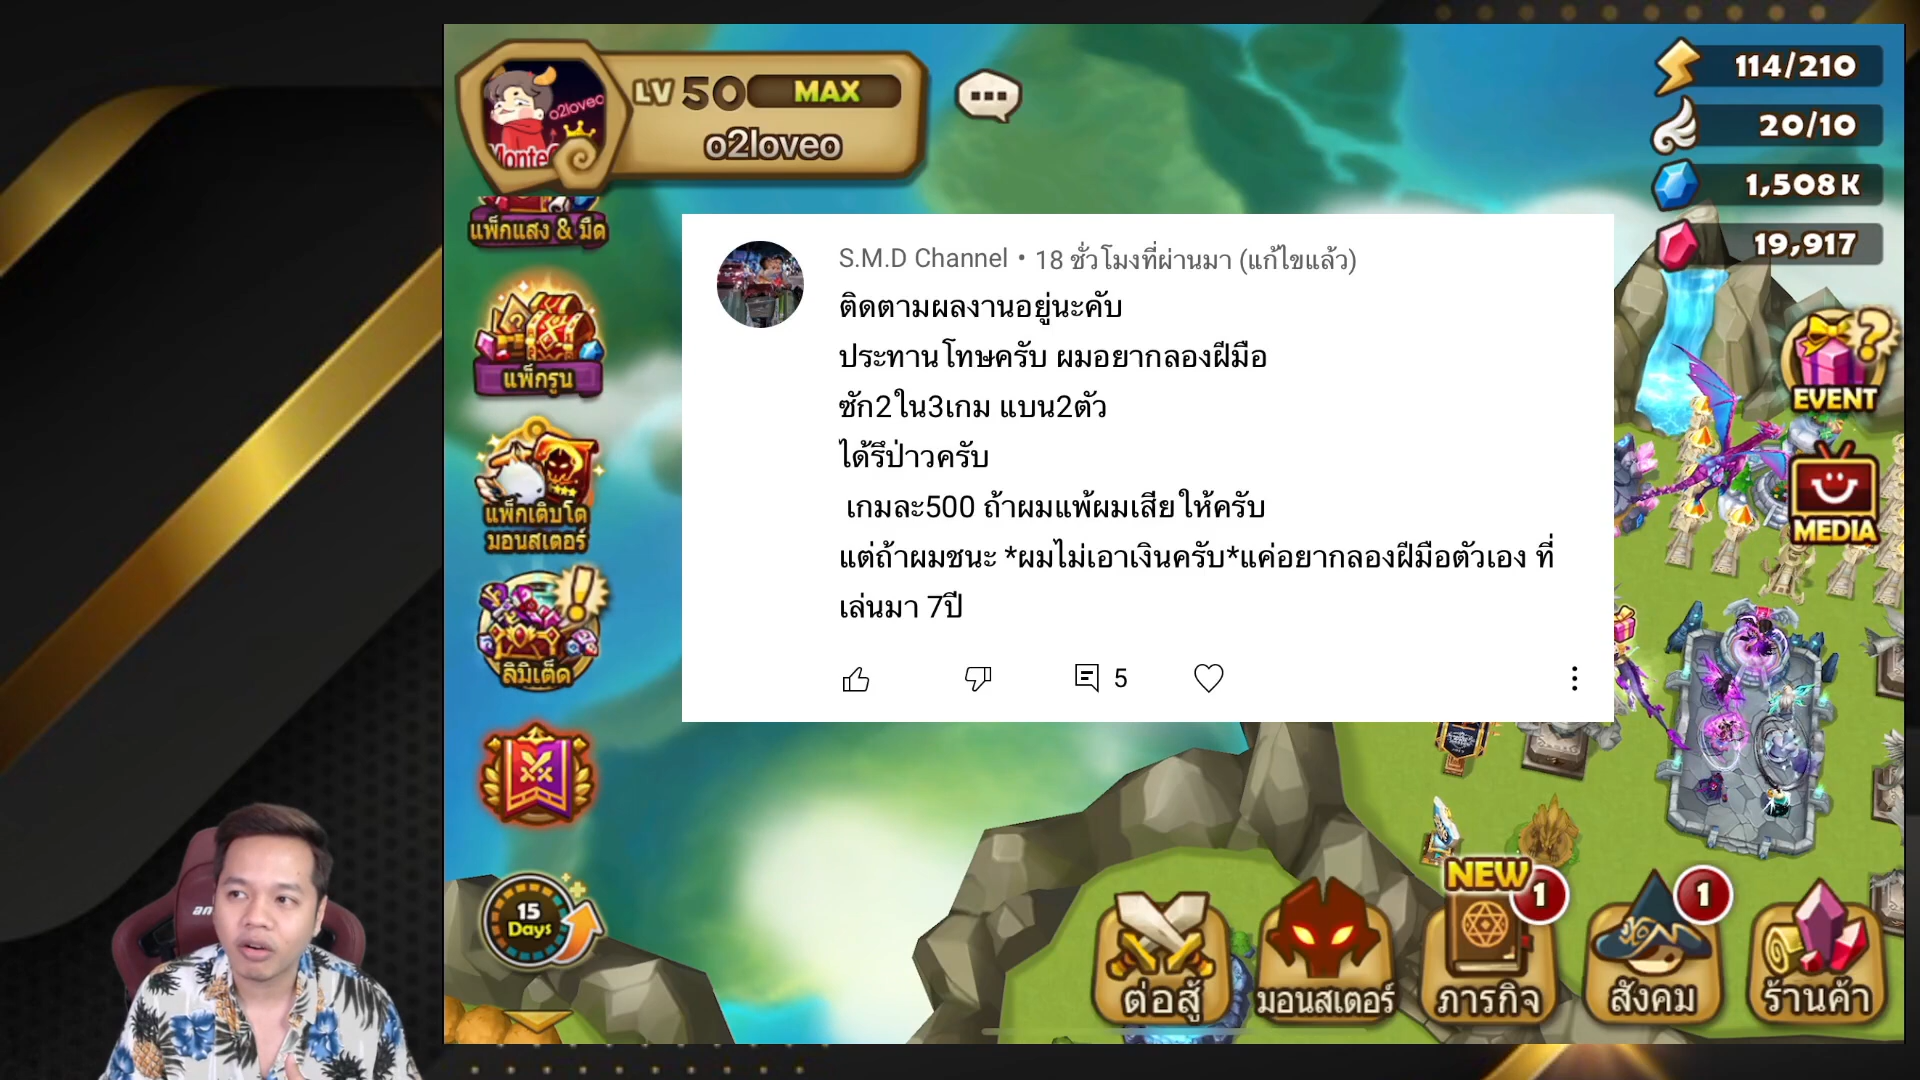 LV 50 MAX
o2loveo
o2loveo
114/210
20/10
1,508K
19,917
แพ็กแสง & มืด
แพ็กรูน
แพ็กเติบโต
มอนสเตอร์
ลิมิเต็ด
15
Days
S.M.D Channel • 18 ชั่วโมงที่ผ่านมา (แก้ไขแล้ว)
ติดตามผลงานอยู่นะคับ
ประทานโทษครับ ผมอยากลองฝีมือ
ซัก2ใน3เกม แบน2ตัว
ได้รึป่าวครับ
เกมละ500 ถ้าผมแพ้ผมเสียให้ครับ
แต่ถ้าผมชนะ *ผมไม่เอาเงินครับ*แค่อยากลองฝีมือตัวเอง ที่
เล่นมา 7ปี
5
EVENT
MEDIA
NEW
1
1
ต่อสู้
มอนสเตอร์
ภารกิจ
สังคม
ร้านค้า